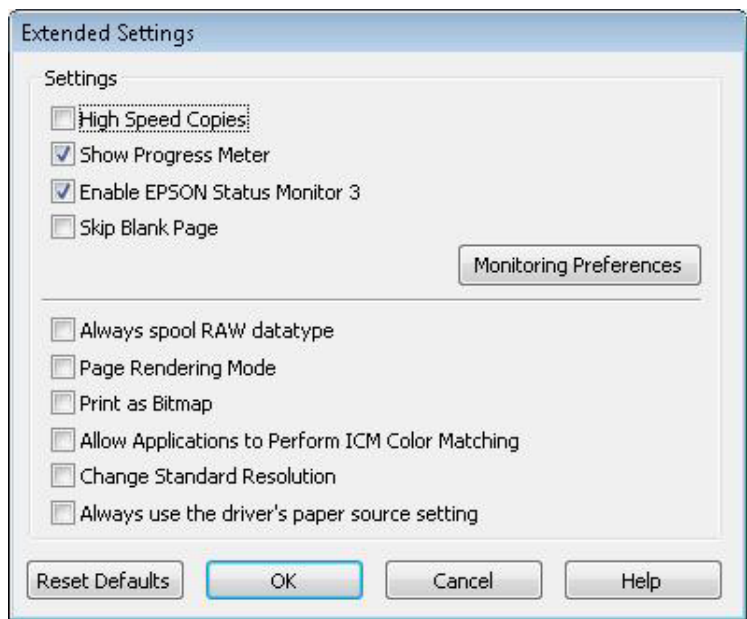 Extended Settings
Settings
High Speed Copies
Show Progress Meter
Enable EPSON Status Monitor 3
Skip Blank Page
Monitoring Preferences
Always spool RAW datatype
Page Rendering Mode
Print as Bitmap
Allow Applications to Perform ICM Color Matching
Change Standard Resolution
Always use the driver's paper source setting
Reset Defaults OK Cancel Help